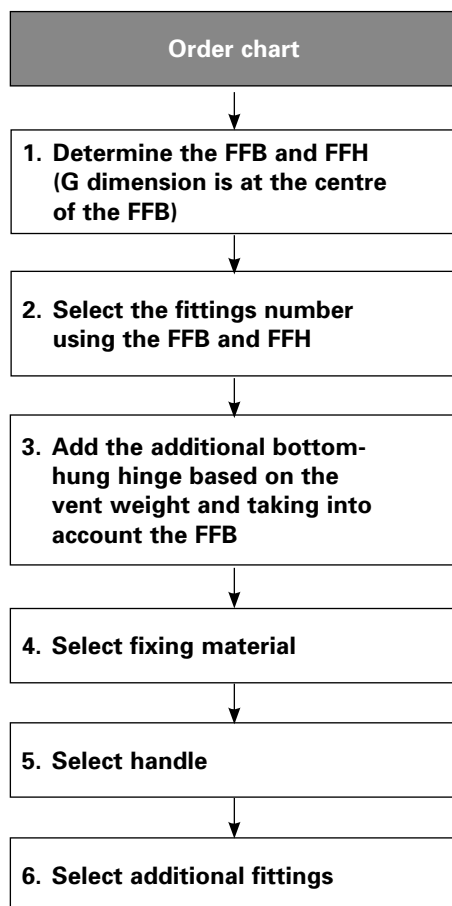 Order chart
1. Determine the FFB and FFH
(G dimension is at the centre
of the FFB)
2. Select the fittings number
using the FFB and FFH
3. Add the additional bottom-
hung hinge based on the
vent weight and taking into
account the FFB
4. Select fixing material
5. Select handle
6. Select additional fittings